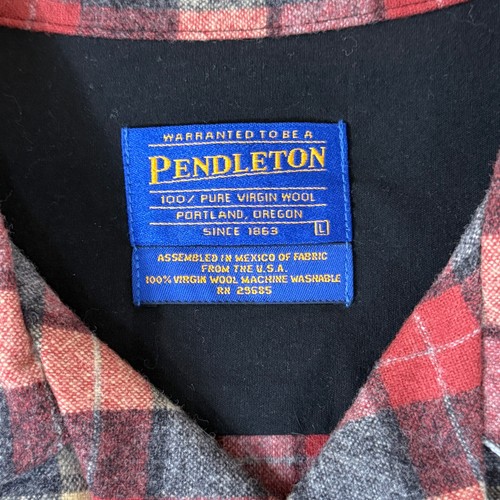 WARRANTED TO BE A
PENDLETON
100% PURE VIRGIN WOOL
PORTLAND, OREGON
SINCE 1863 L
ASSEMBLED IN MEXICO OF FABRIC
FROM THE U.S.A.
100% VIRGIN WOOL MACHINE WASHABLE
RN 29685